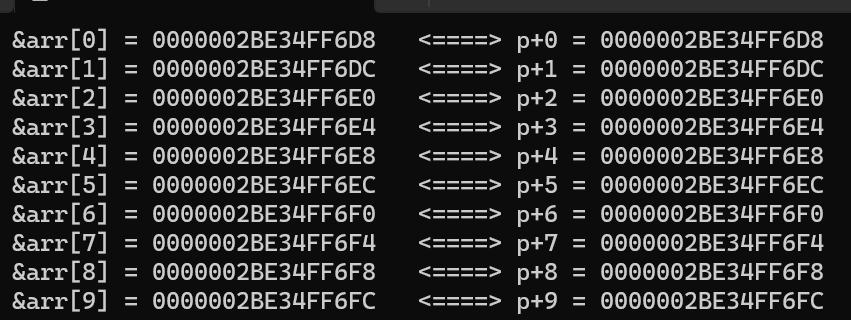 &arr[0] = 0000002BE34FF6D8   <====> p+0 = 0000002BE34FF6D8
&arr[1] = 0000002BE34FF6DC   <====> p+1 = 0000002BE34FF6DC
&arr[2] = 0000002BE34FF6E0   <====> p+2 = 0000002BE34FF6E0
&arr[3] = 0000002BE34FF6E4   <====> p+3 = 0000002BE34FF6E4
&arr[4] = 0000002BE34FF6E8   <====> p+4 = 0000002BE34FF6E8
&arr[5] = 0000002BE34FF6EC   <====> p+5 = 0000002BE34FF6EC
&arr[6] = 0000002BE34FF6F0   <====> p+6 = 0000002BE34FF6F0
&arr[7] = 0000002BE34FF6F4   <====> p+7 = 0000002BE34FF6F4
&arr[8] = 0000002BE34FF6F8   <====> p+8 = 0000002BE34FF6F8
&arr[9] = 0000002BE34FF6FC   <====> p+9 = 0000002BE34FF6FC